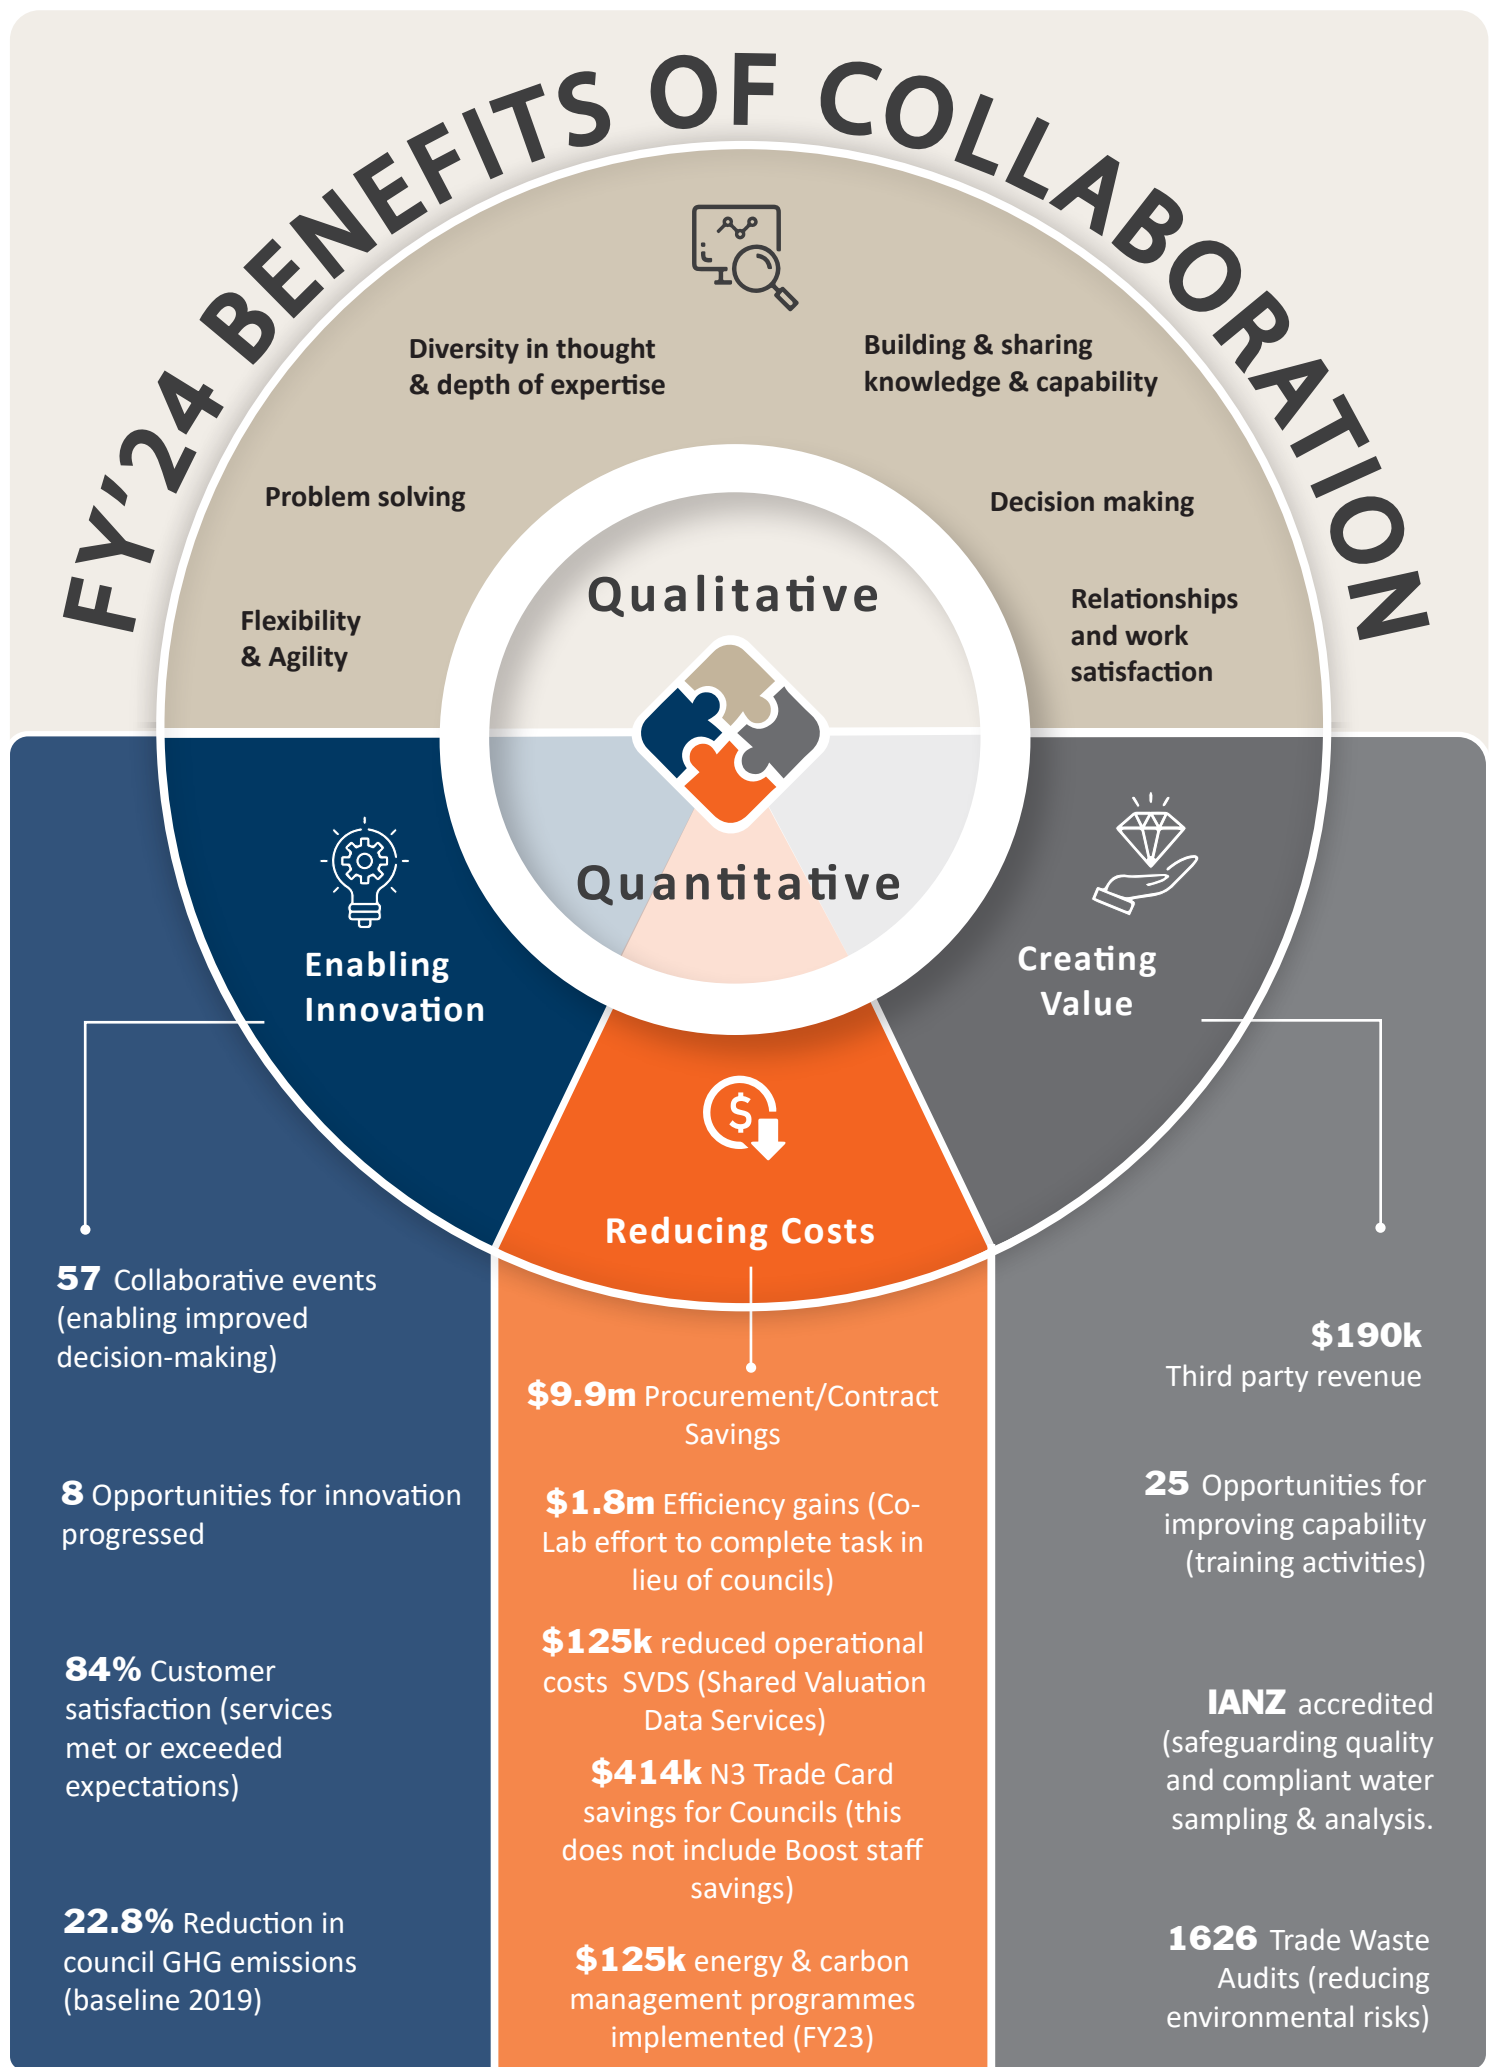 FY'24 BENEFITS OF COLLABORATION
Diversity in thought
& depth of expertise
Building & sharing
knowledge & capability
Problem solving
Decision making
Flexibility
& Agility
Relationships
and work
satisfaction
Qualitative
Quantitative
Enabling
Innovation
Creating
Value
$
Reducing Costs
57 Collaborative events
(enabling improved
decision-making)
8 Opportunities for innovation
progressed
84% Customer
satisfaction (services
met or exceeded
expectations)
22.8% Reduction in
council GHG emissions
(baseline 2019)
$9.9m Procurement/Contract
Savings
$1.8m Efficiency gains (Co-
Lab effort to complete task in
lieu of councils)
$125k reduced operational
costs SVDS (Shared Valuation
Data Services)
$414k N3 Trade Card
savings for Councils (this
does not include Boost staff
savings)
$125k energy & carbon
management programmes
implemented (FY23)
$190k
Third party revenue
25 Opportunities for
improving capability
(training activities)
IANZ accredited
(safeguarding quality
and compliant water
sampling & analysis.
1626 Trade Waste
Audits (reducing
environmental risks)